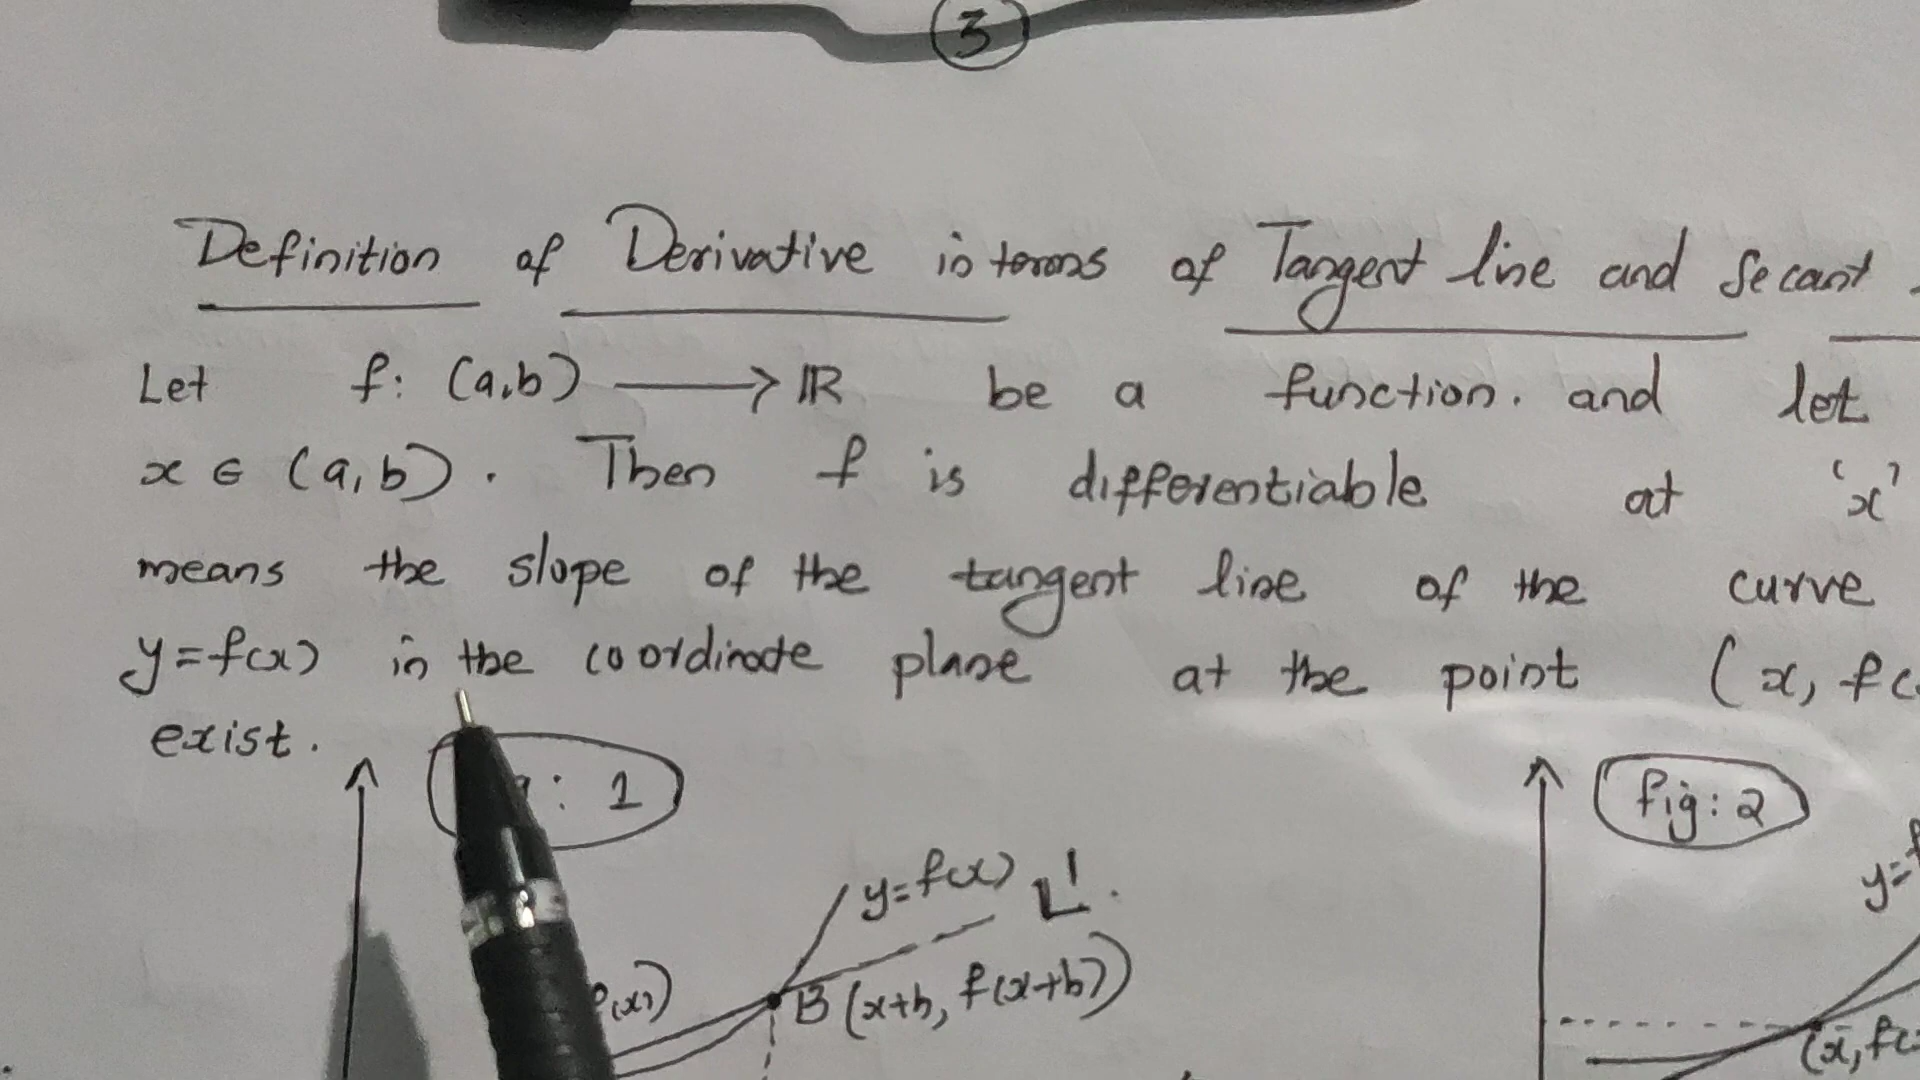 3
Definition of Derivative in terms of Tangent line and Secant
Let f: (a,b) ⟶ ℝ be a function. and let
x ∈ (a,b). Then f is differentiable at 'x'
means the slope of the tangent line of the curve
y=f(x) in the coordinate plane at the point (x, f(
exist.
: 1
fig: 2
y=f(x) L'.
y=
B (x+h, f(x+h))
(x, f(